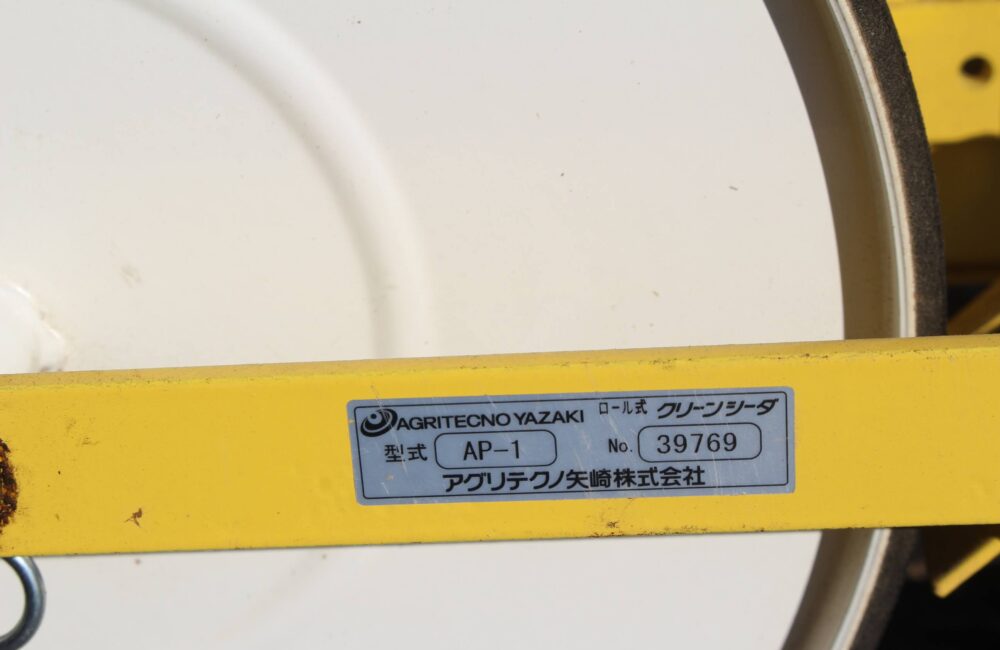 AGRITECNO YAZAKI ロール式 クリーンシーダ
型式 AP-1 No. 39769
アグリテクノ矢崎株式会社